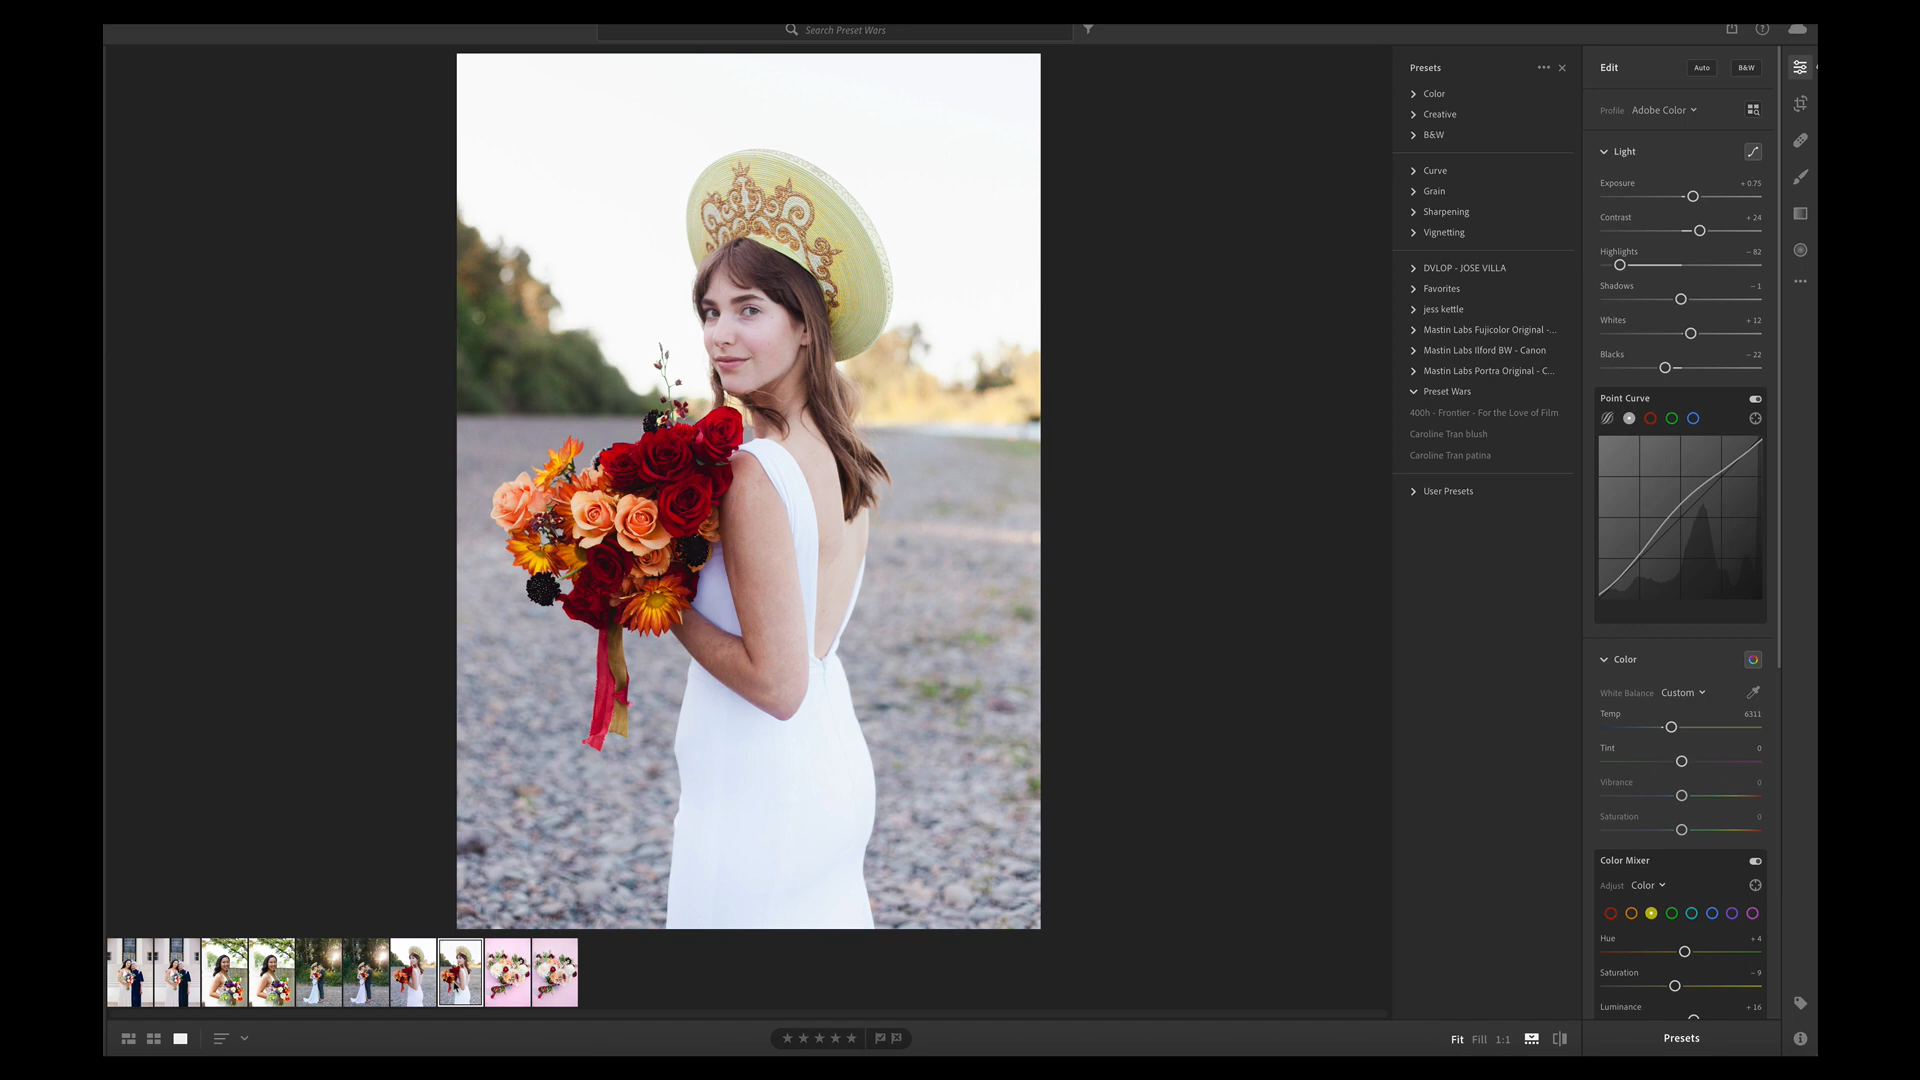 Search Preset Wars
Presets
Color
Creative
B&W
Curve
Grain
Sharpening
Vignetting
DVLOP - JOSE VILLA
Favorites
jess kettle
Mastin Labs Fujicolor Original -...
Mastin Labs Ilford BW - Canon
Mastin Labs Portra Original - C...
Preset Wars
400h - Frontier - For the Love of Film
Caroline Tran blush
Caroline Tran patina
User Presets
Edit Auto B&W
Profile Adobe Color
Light
Exposure + 0.75
Contrast + 24
Highlights - 82
Shadows - 1
Whites + 12
Blacks - 22
Point Curve
Color
White Balance Custom
Temp 6311
Tint 0
Vibrance 0
Saturation 0
Color Mixer
Adjust Color
Hue + 4
Saturation - 9
Luminance + 16
Fit Fill 1:1
Presets